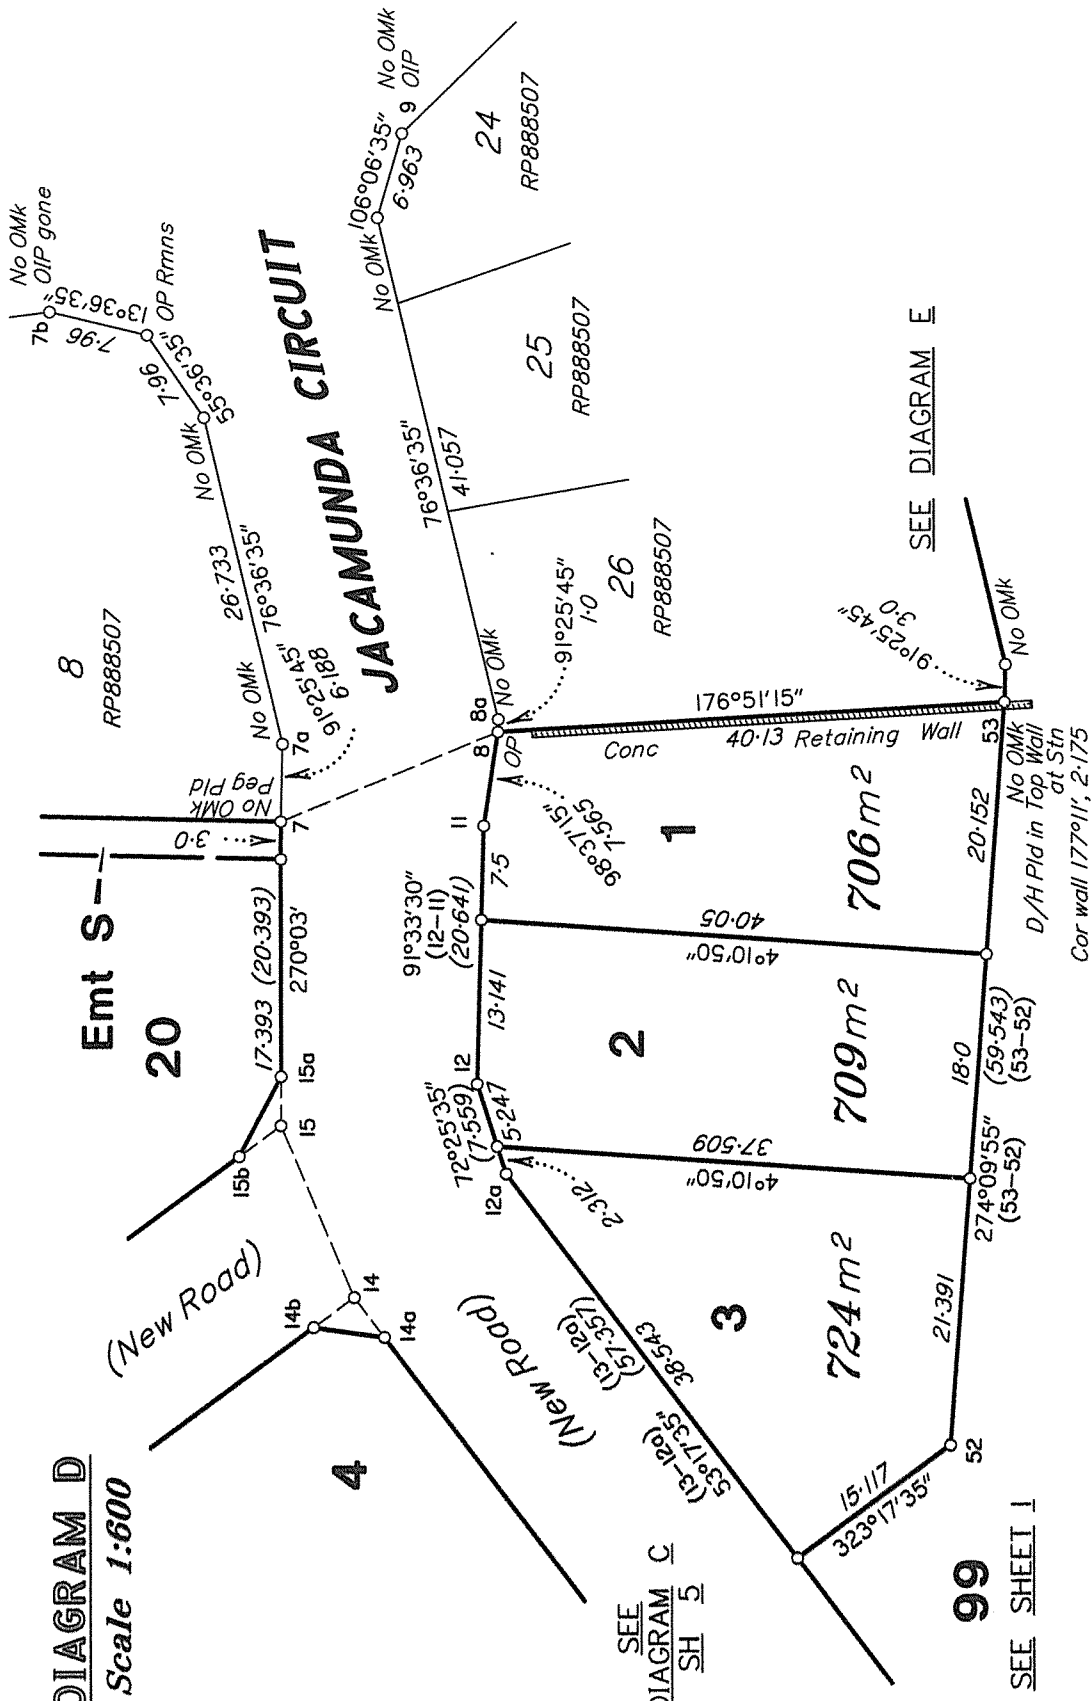 DIAGRAM D
Scale 1:600
Emt S
20
8
RP888507
No OMk
OIP gone
7b
7·96
13°36'35"
OP Rmns
7·96
55°36'35"
No OMk
26·733
76°36'35"
No OMk
7a
91°25'45"
6·188
No OMk
Peg Pld
7
3·0
17·393
(20·393)
270°03'
15a
15
15b
(New Road)
14b
14
14a
4
(New Road)
JACAMUNDA CIRCUIT
No OMk
OIP
9
106°06'35"
6·963
No OMk
24
RP888507
25
RP888507
76°36'35"
41·057
26
RP888507
No OMk
8a
91°25'45"
1·0
8
OP
98°37'15"
7·565
11
7·5
91°33'30"
(12–11)
(20·641)
13·141
12
72°25'35"
(7·559)
5·247
12a
2·312
(13–12a)
(57·357)
38·543
(13–12a)
53°17'35"
3
724m²
2
709m²
1
706m²
37·509
4°10'50"
40·05
4°10'50"
176°51'15"
40·13
Conc Retaining Wall
91°25'45"
3·0
No OMk
53
No OMk
D/H Pld in Top Wall
at Stn
Cor wall 177°11', 2·175
20·152
18·0
(59·543)
(53–52)
274°09'55"
(53–52)
21·391
52
15·117
323°17'35"
99
SEE SHEET 1
SEE
DIAGRAM C
SH 5
SEE DIAGRAM E